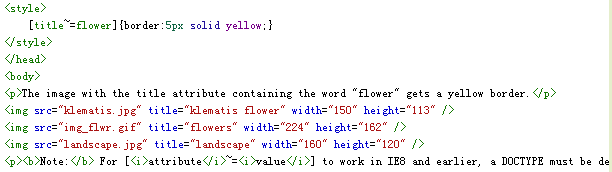 <style>
[title~=flower]{border:5px solid yellow;}
</style>
</head>
<body>
<p>The image with the title attribute containing the word "flower" gets a yellow border.</p>
<img src="klematis.jpg" title="klematis flower" width="150" height="113" />
<img src="img_flwr.gif" title="flowers" width="224" height="162" />
<img src="landscape.jpg" title="landscape" width="160" height="120" />
<p><b>Note:</b> For [<i>attribute</i>~=<i>value</i>] to work in IE8 and earlier, a DOCTYPE must be de